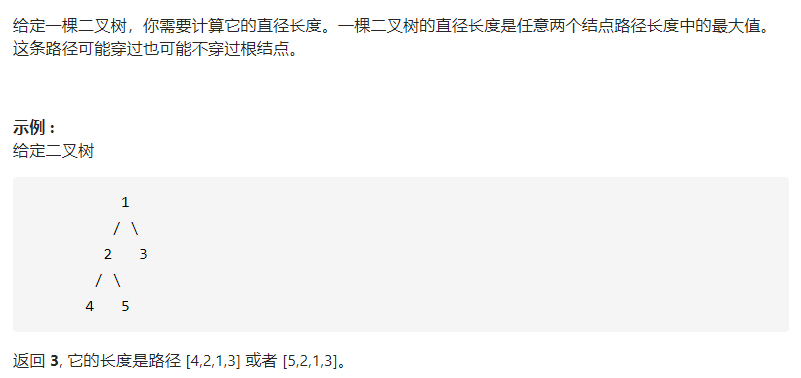 给定一棵二叉树，你需要计算它的直径长度。一棵二叉树的直径长度是任意两个结点路径长度中的最大值。
这条路径可能穿过也可能不穿过根结点。
示例 :
给定二叉树
1
/ \
2 3
/ \
4 5
返回 3, 它的长度是路径 [4,2,1,3] 或者 [5,2,1,3]。